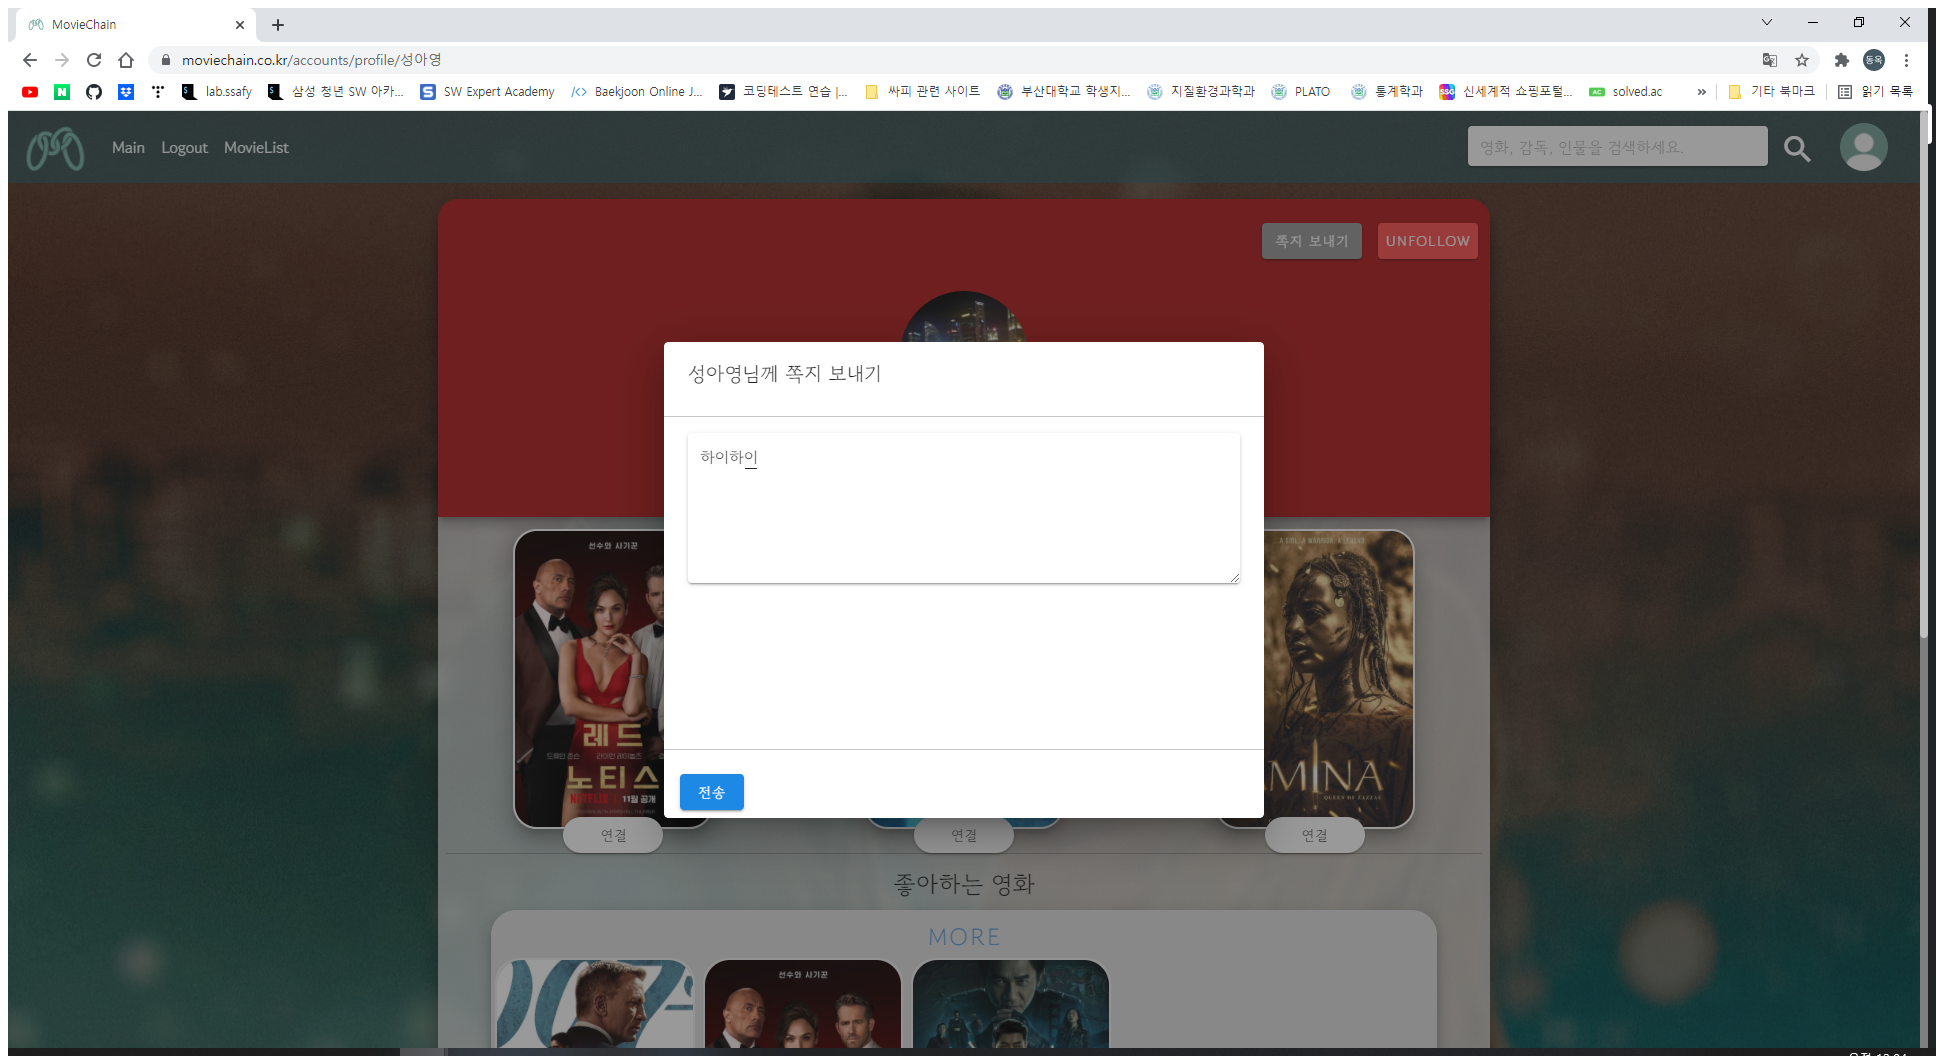 MovieChain
moviechain.co.kr/accounts/profile/성아영
lab.ssafy
삼성 청년 SW 아카...
SW Expert Academy
Baekjoon Online J...
코딩테스트 연습 |...
싸피 관련 사이트
부산대학교 학생지...
지질환경과학과
PLATO
통계학과
신세계적 쇼핑포털...
solved.ac
»
기타 북마크
읽기 목록
동욱
Main
Logout
MovieList
영화, 감독, 인물을 검색하세요.
쪽지 보내기
UNFOLLOW
성아영님께 쪽지 보내기
하이하이
전송
선수와 사기꾼
레드
노티스
NETFLIX
11월 공개
QUEEN OF ZAZZAU
연결
연결
연결
좋아하는 영화
MORE
007
선수와 사기꾼